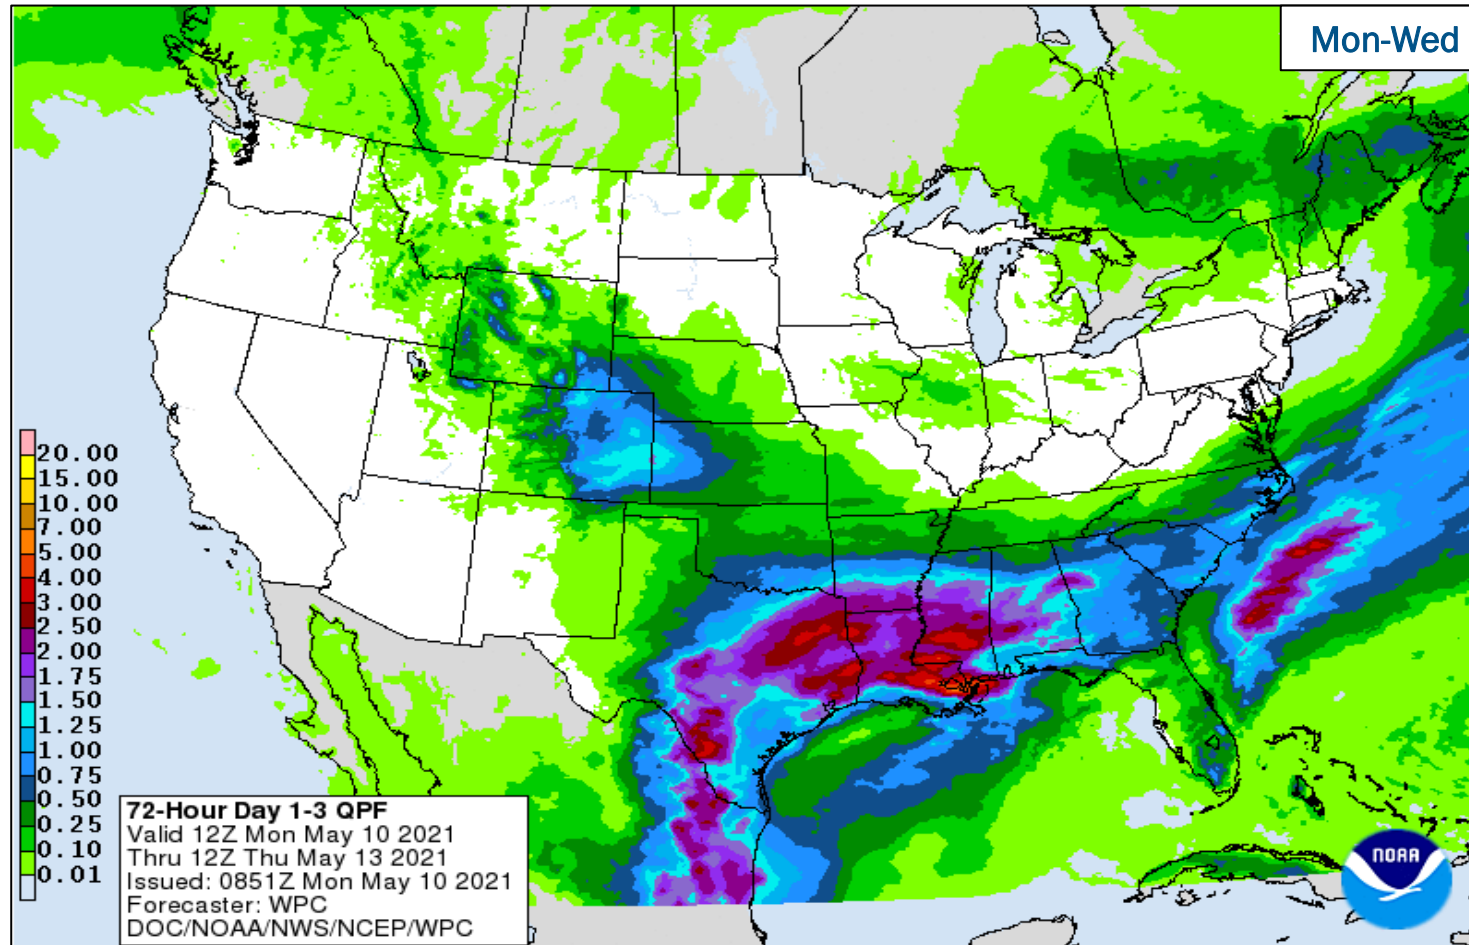 Mon-Wed
20.00
15.00
10.00
7.00
5.00
4.00
3.00
2.50
2.00
1.75
1.50
1.25
1.00
0.75
0.50
0.25
0.10
0.01
72-Hour Day 1-3 QPF
Valid 12Z Mon May 10 2021
Thru 12Z Thu May 13 2021
Issued: 0851Z Mon May 10 2021
Forecaster: WPC
DOC/NOAA/NWS/NCEP/WPC
NOAA